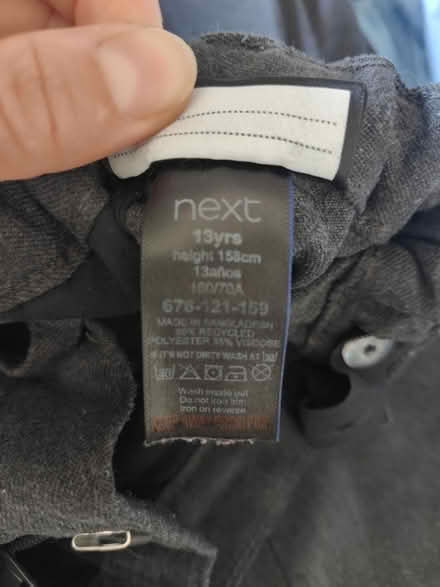 next
13yrs
height 158cm
13años
160/70A
676-121-159
MADE IN BANGLADESH
65% RECYCLED
POLYESTER 35% VISCOSE
IF IT'S NOT DIRTY WASH AT 30
Wash inside out
Do not iron trim
Iron on reverse